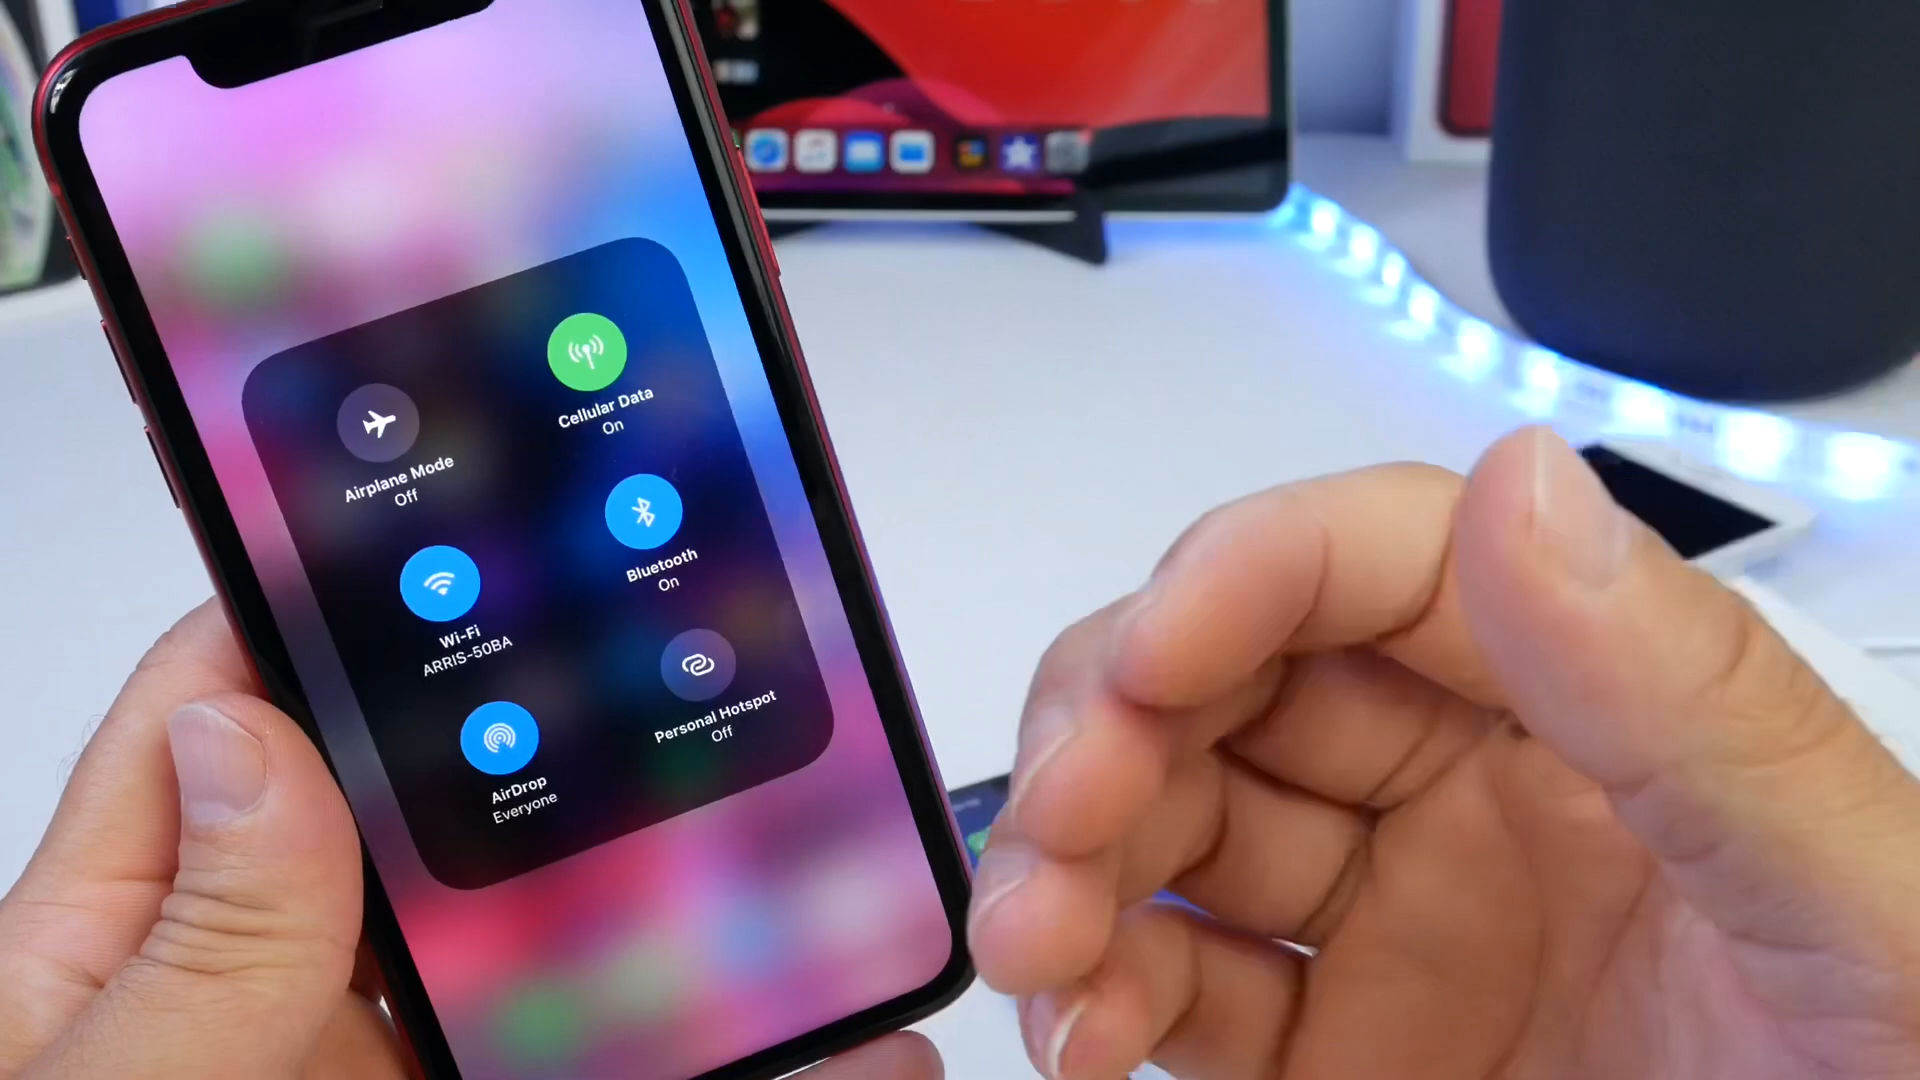 Airplane Mode
Off
Cellular Data
On
Wi-Fi
ARRIS-50BA
Bluetooth
On
AirDrop
Everyone
Personal Hotspot
Off